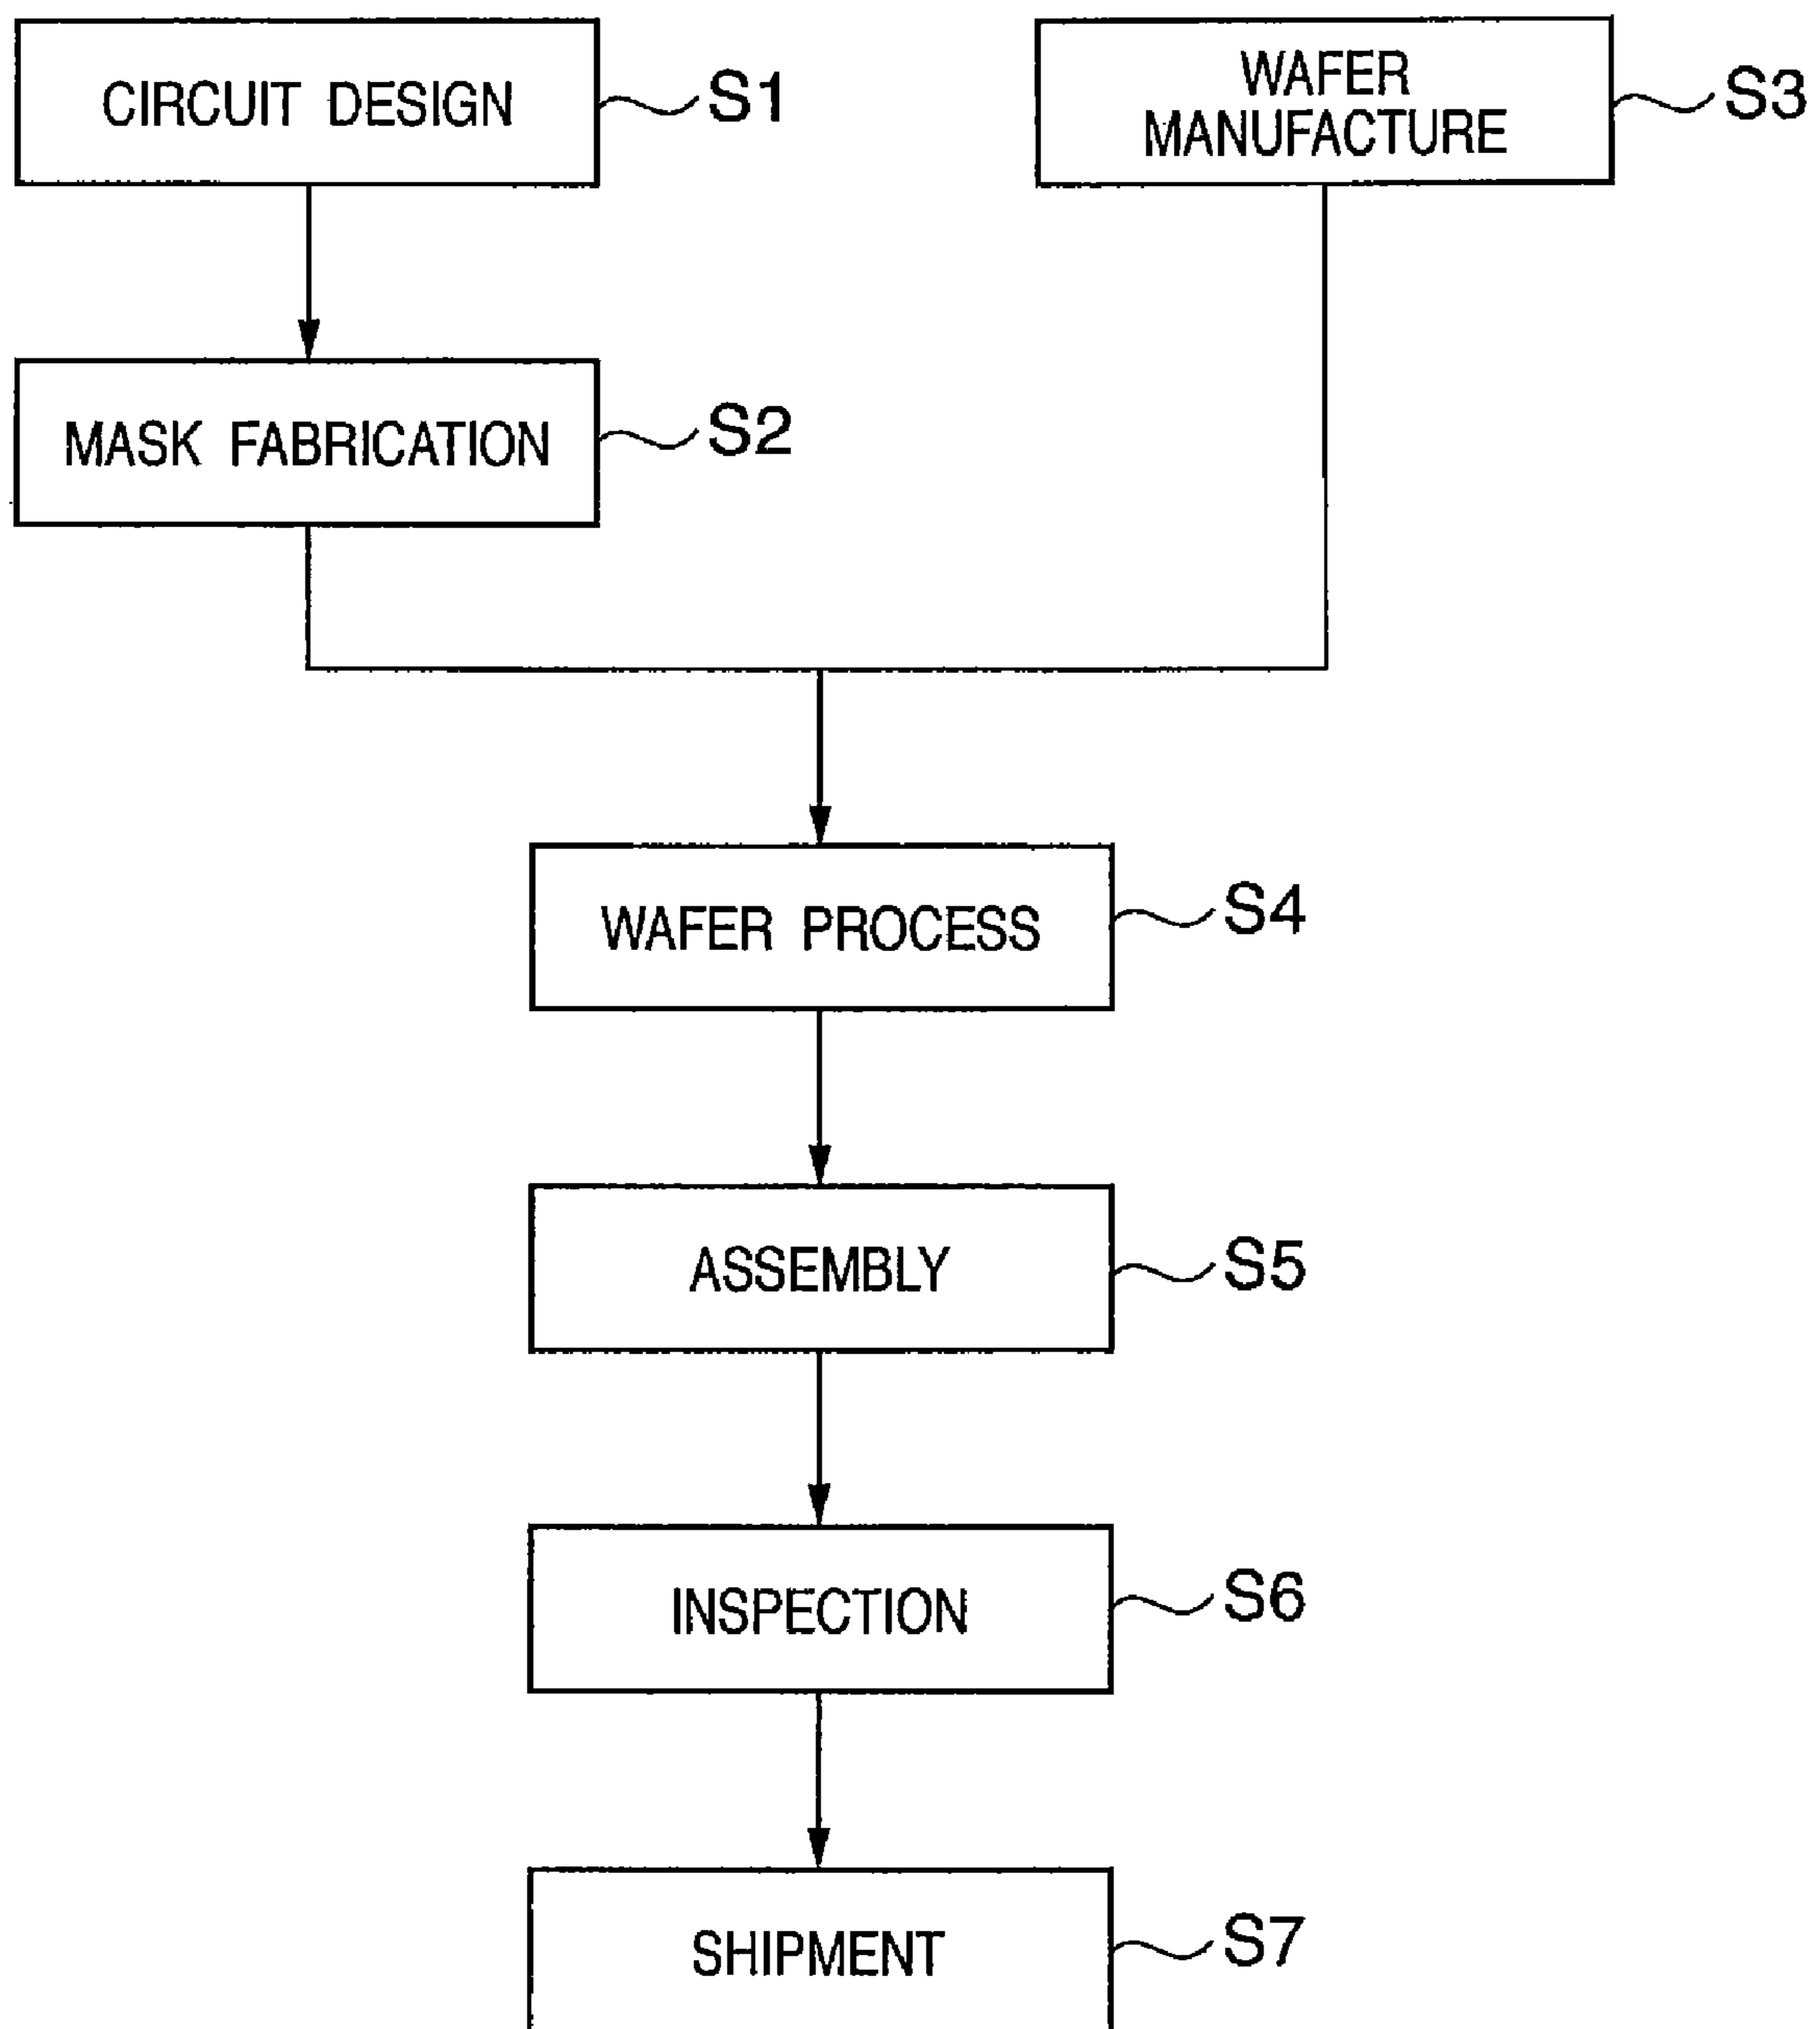 CIRCUIT DESIGN
S1
WAFER
MANUFACTURE
S3
MASK FABRICATION
S2
WAFER PROCESS
S4
ASSEMBLY
S5
INSPECTION
S6
SHIPMENT
S7